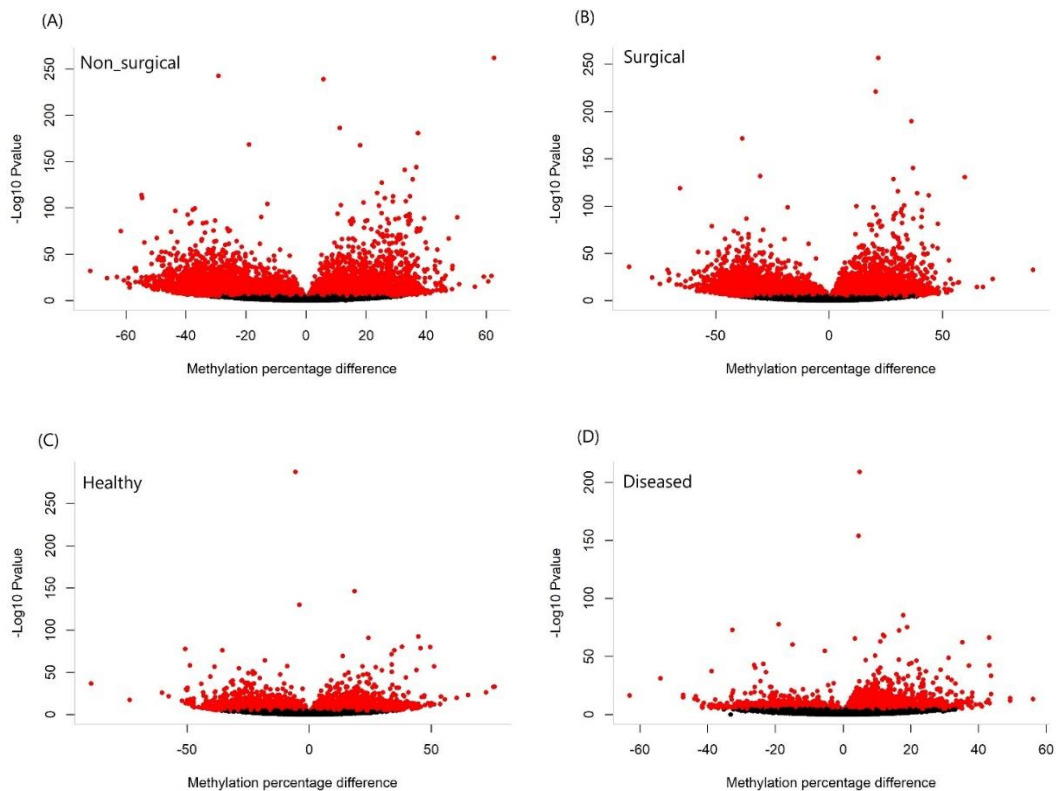 (A)
Non_surgical
-Log10 Pvalue
250
200
150
100
50
0
-60 -40 -20 0 20 40 60
Methylation percentage difference
(B)
Surgical
-Log10 Pvalue
250
200
150
100
50
0
-50 0 50
Methylation percentage difference
(C)
Healthy
-Log10 Pvalue
250
200
150
100
50
0
-50 0 50
Methylation percentage difference
(D)
Diseased
-Log10 Pvalue
200
150
100
50
0
-60 -40 -20 0 20 40 60
Methylation percentage difference